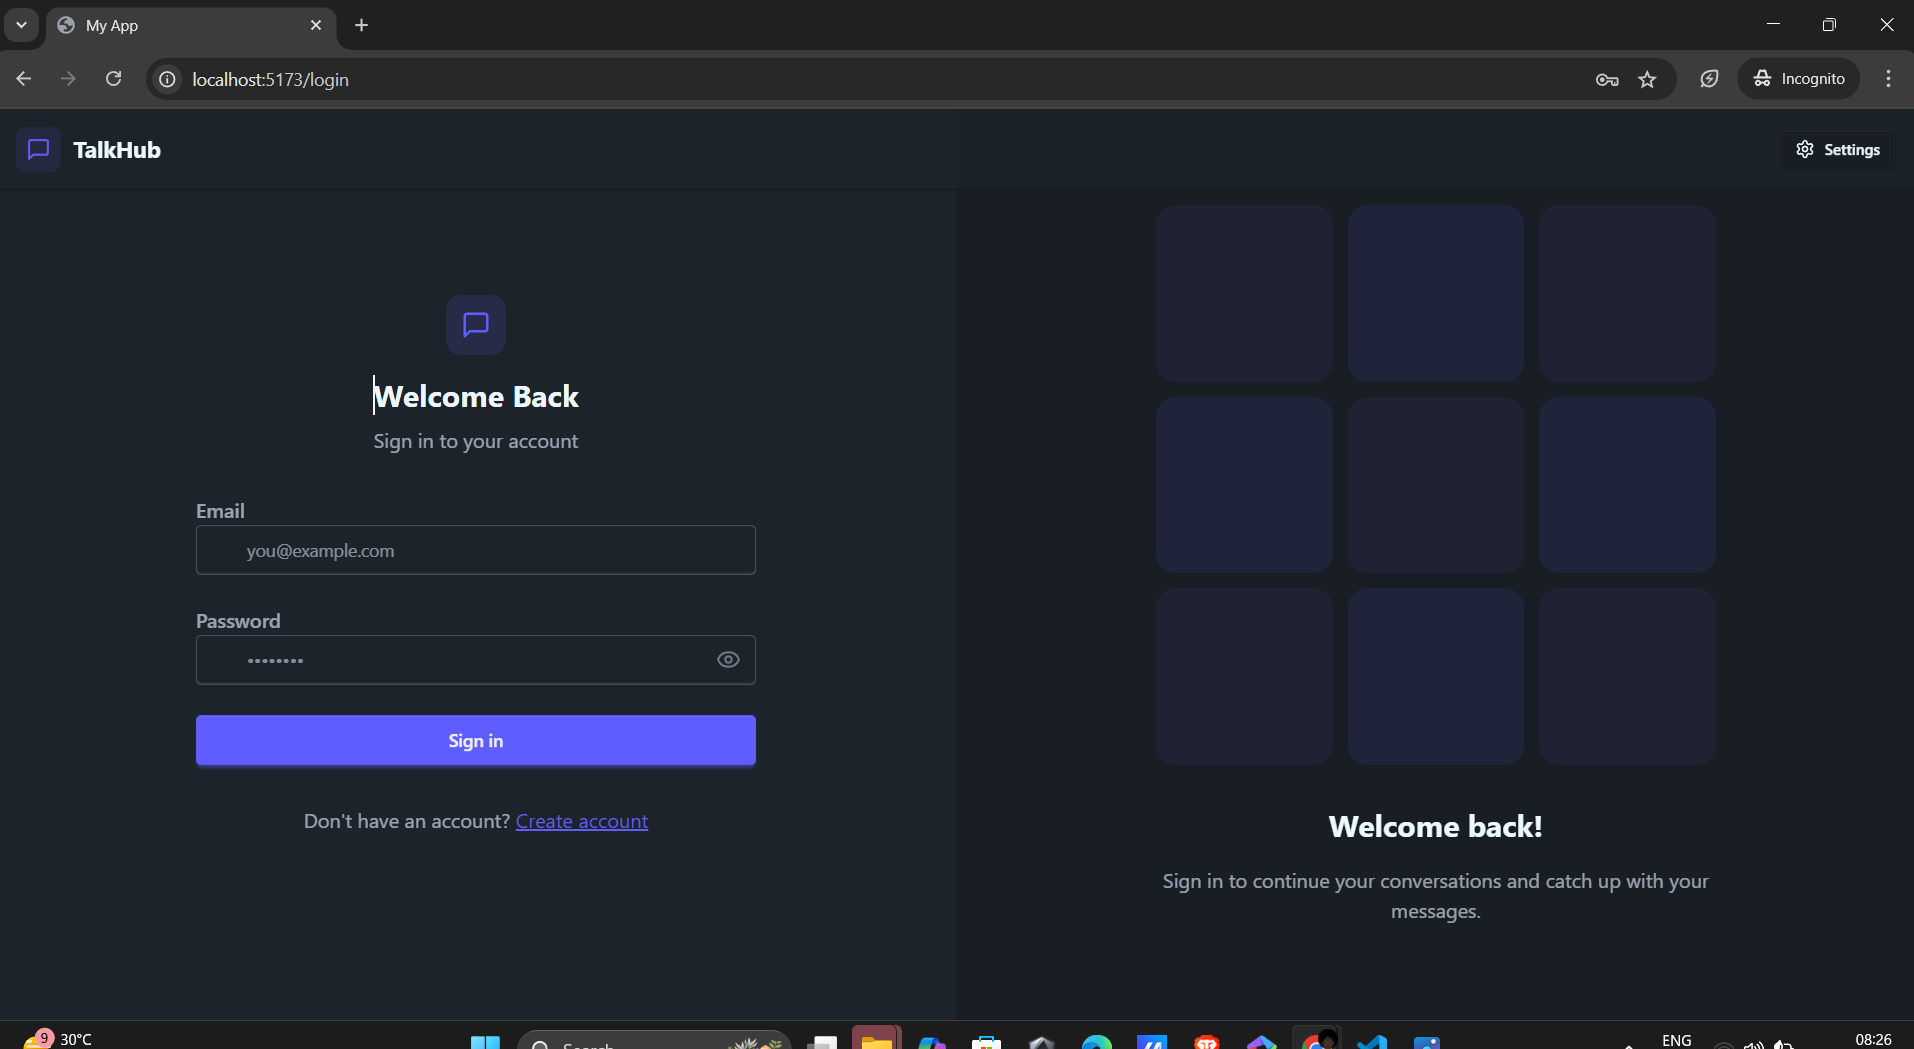 My App
localhost:5173/login
Incognito
TalkHub
Settings
Welcome Back
Sign in to your account
Email
you@example.com
Password
••••••••
Sign in
Don't have an account? Create account
Welcome back!
Sign in to continue your conversations and catch up with your
messages.
9
30°C
Search
ENG
08:26